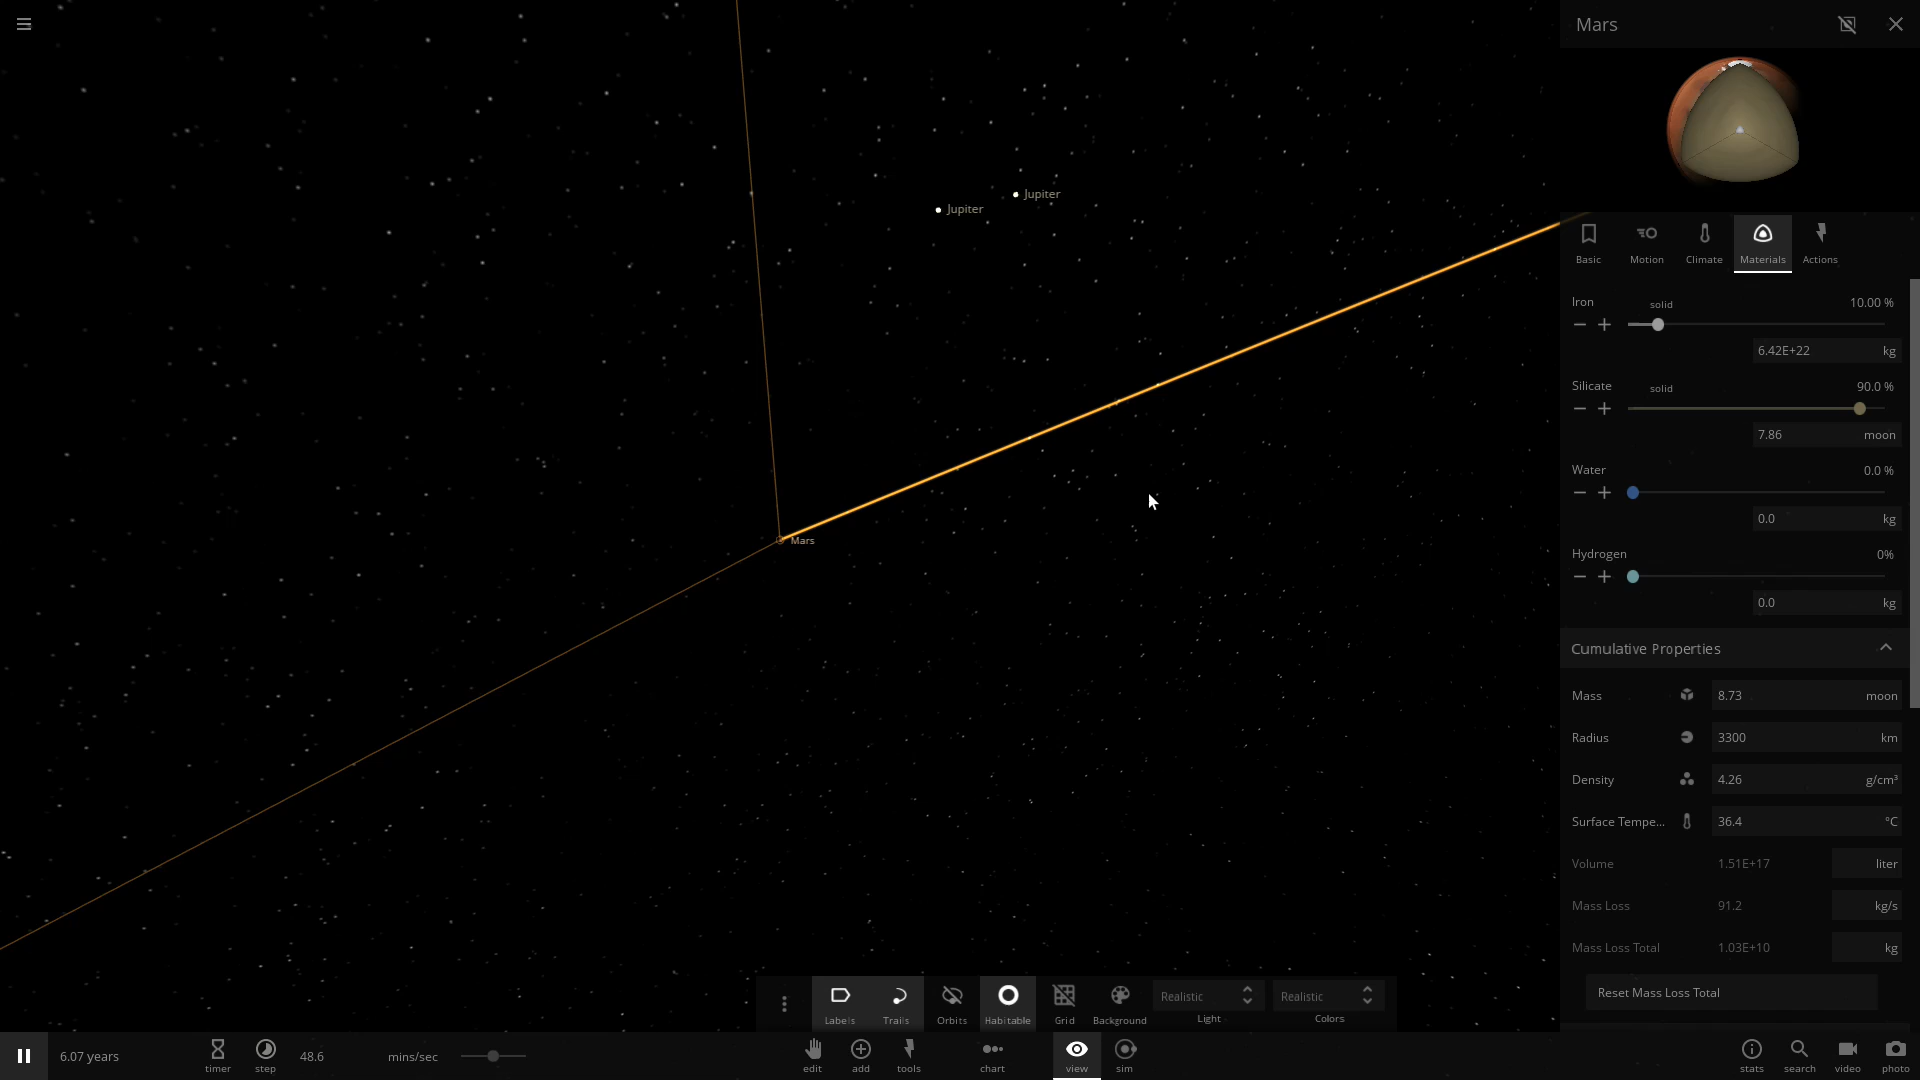 Mars
Jupiter
Jupiter
Mars
Basic
Motion
Climate
Materials
Actions
Iron solid 10.00 %
6.42E+22 kg
Silicate solid 90.0 %
7.86 moon
Water 0.0 %
0.0 kg
Hydrogen 0%
0.0 kg
Cumulative Properties
Mass 8.73 moon
Radius 3300 km
Density 4.26 g/cm³
Surface Tempe... 36.4 °C
Volume 1.51E+17 liter
Mass Loss 91.2 kg/s
Mass Loss Total 1.03E+10 kg
Reset Mass Loss Total
Labels
Trails
Orbits
Habitable
Grid
Background
Realistic
Light
Realistic
Colors
6.07 years
timer
step
48.6 mins/sec
edit
add
tools
chart
view
sim
stats
search
video
photo